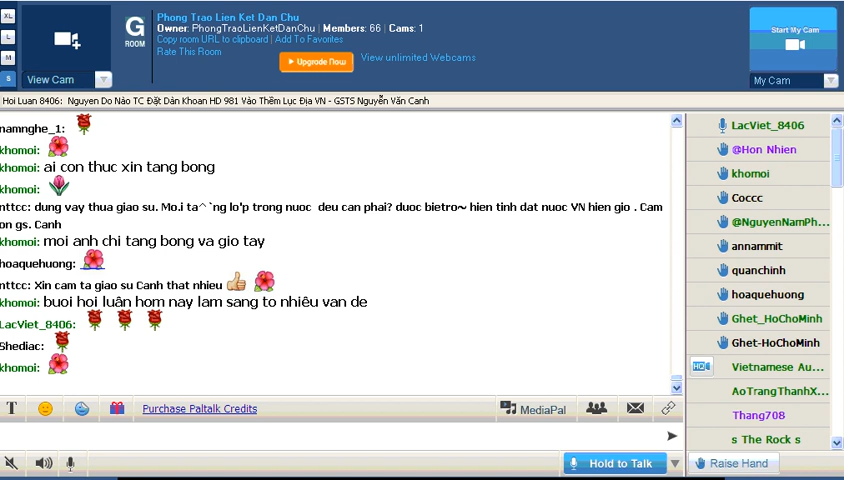 XL
L
M
S
View Cam
G
ROOM
Phong Trao Lien Ket Dan Chu
Owner: PhongTraoLienKetDanChu | Members: 66 | Cams: 1
Copy room URL to clipboard | Add To Favorites
Rate This Room
Upgrade Now
View unlimited Webcams
Start My Cam
My Cam
Hoi Luan 8406: Nguyen Do Nào TC Đặt Dàn Khoan HD 981 Vào Thềm Lục Địa VN - GSTS Nguyễn Văn Canh
namnghe_1:
khomoi:
khomoi: ai con thuc xin tang bong
khomoi:
nttcc: dung vay thua giao su. Mo.i ta^`ng lo'p trong nuoc deu can phai? duoc bietro~ hien tinh dat nuoc VN hien gio . Cam
on gs. Canh
khomoi: moi anh chi tang bong va gio tay
hoaquehuong:
nttcc: Xin cam ta giao su Canh that nhieu
khomoi: buoi hoi luân hom nay lam sang to nhiêu van de
LacViet_8406:
Shediac:
khomoi:
T
Purchase Paltalk Credits
MediaPal
Hold to Talk
LacViet_8406
@Hon Nhien
khomoi
Coccc
@NguyenNamPh...
annammit
quanchinh
hoaquehuong
Ghet_HoChoMinh
Ghet-HoChoMinh
Vietnamese Au...
AoTrangThanhX...
Thang708
s The Rock s
Raise Hand